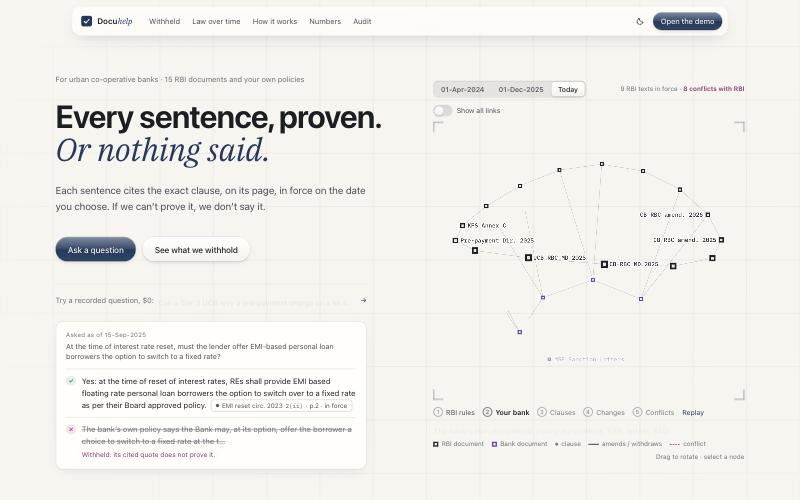 Docuhelp Withheld Law over time How it works Numbers Audit Open the demo
For urban co-operative banks · 15 RBI documents and your own policies
Every sentence, proven.
Or nothing said.
Each sentence cites the exact clause, on its page, in force on the date
you choose. If we can't prove it, we don't say it.
Ask a question See what we withhold
Try a recorded question, $0: →
Asked as of 15-Sep-2025
At the time of interest rate reset, must the lender offer EMI-based personal loan
borrowers the option to switch to a fixed rate?
Yes: at the time of reset of interest rates, REs shall provide EMI based
floating rate personal loan borrowers the option to switch over to a fixed rate
as per their Board approved policy. EMI reset circ. 2023 2(ii) · p.2 · in force
The bank's own policy says the Bank may, at its option, offer the borrower a
choice to switch to a fixed rate at the t...
Withheld: its cited quote does not prove it.
01-Apr-2024 01-Dec-2025 Today 9 RBI texts in force · 8 conflicts with RBI
Show all links
CB RBC amend. 2026
KFS Annex C
Pre-payment Dir. 2025
CB RBC amend. 2025
UCB RBC MD 2025
CB-RBC MD 2025
MSE Sanction Letters
1 RBI rules 2 Your bank 3 Clauses 4 Changes 5 Conflicts Replay
RBI document Bank document clause amends / withdraws conflict
Drag to rotate · select a node